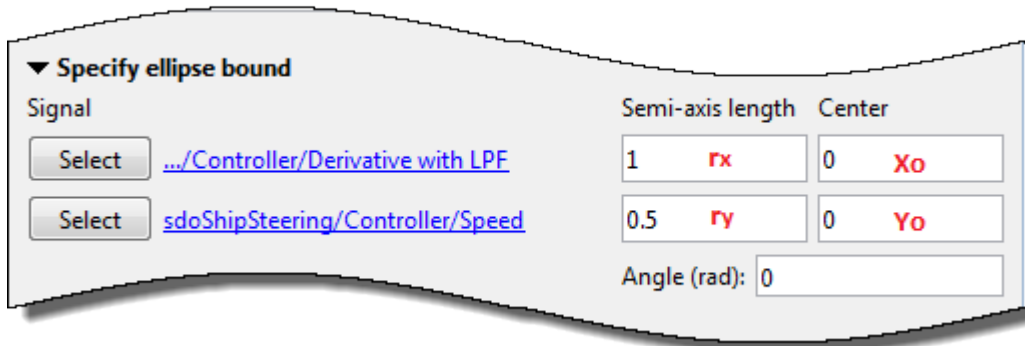 ▼ Specify ellipse bound
Signal Semi-axis length Center
Select .../Controller/Derivative with LPF 1 rx 0 Xo
Select sdoShipSteering/Controller/Speed 0.5 ry 0 Yo
Angle (rad): 0